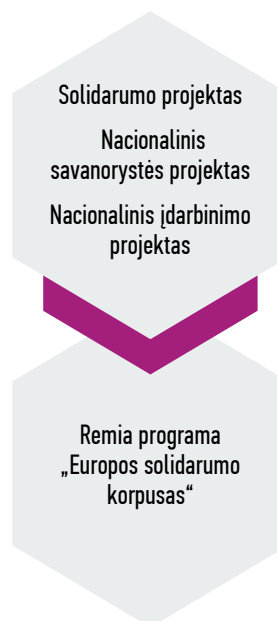 Solidarumo projektas
Nacionalinis
savanorystės projektas
Nacionalinis įdarbinimo
projektas
Remia programa
„Europos solidarumo
korpusas“